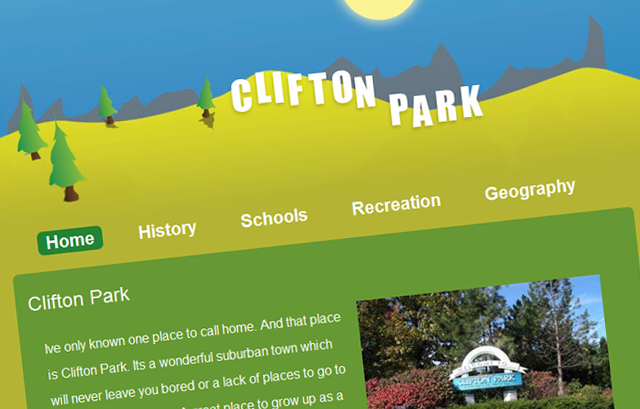 CLIFTON PARK
Home History Schools Recreation Geography
Clifton Park
Ive only known one place to call home. And that place
is Clifton Park. Its a wonderful suburban town which
will never leave you bored or a lack of places to go to
great place to grow up as a
CLIFTON PARK